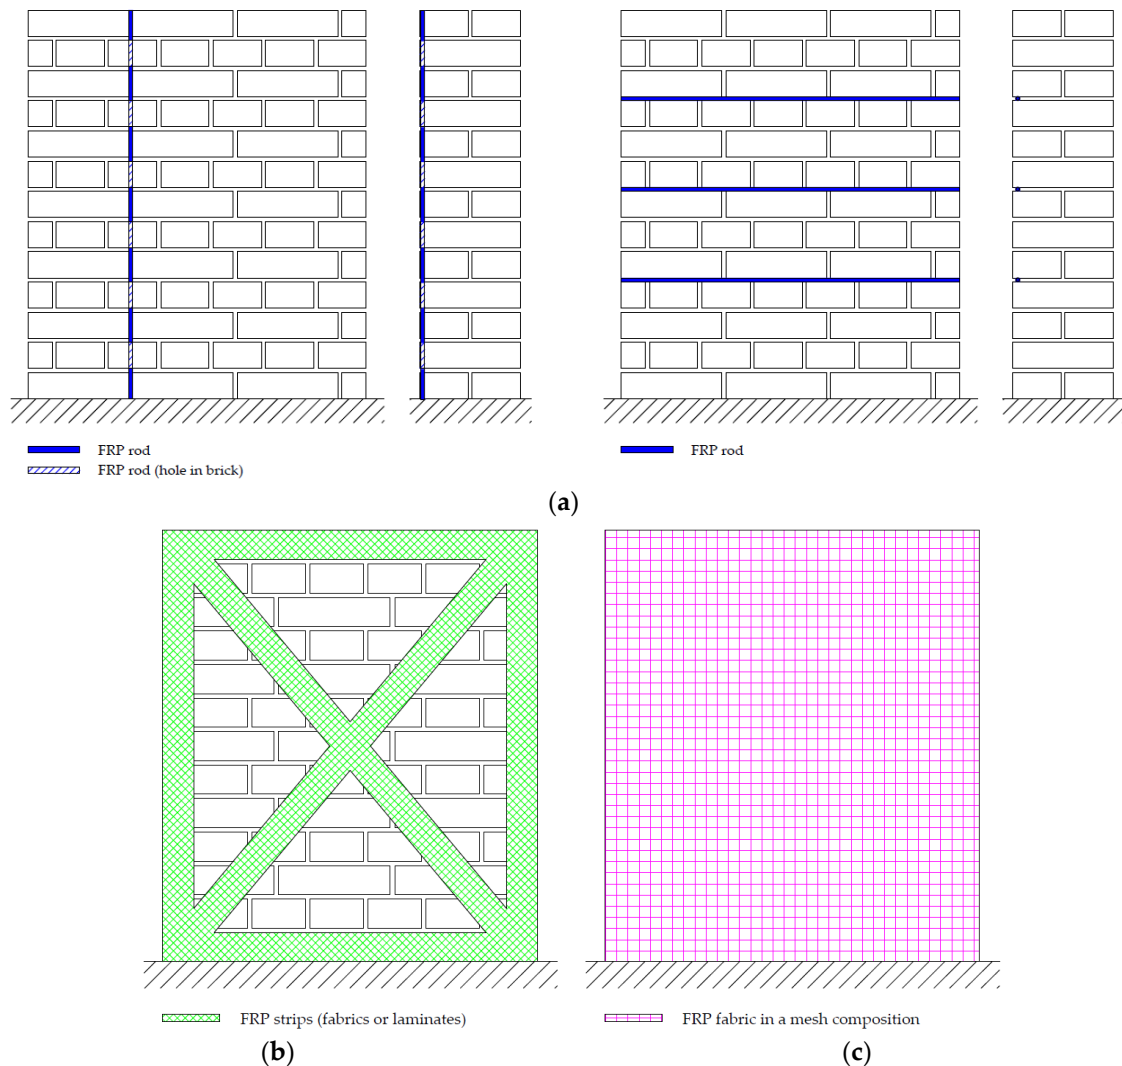 FRP rod
FRP rod (hole in brick)
FRP rod
(a)
FRP strips (fabrics or laminates)
FRP fabric in a mesh composition
(b)
(c)